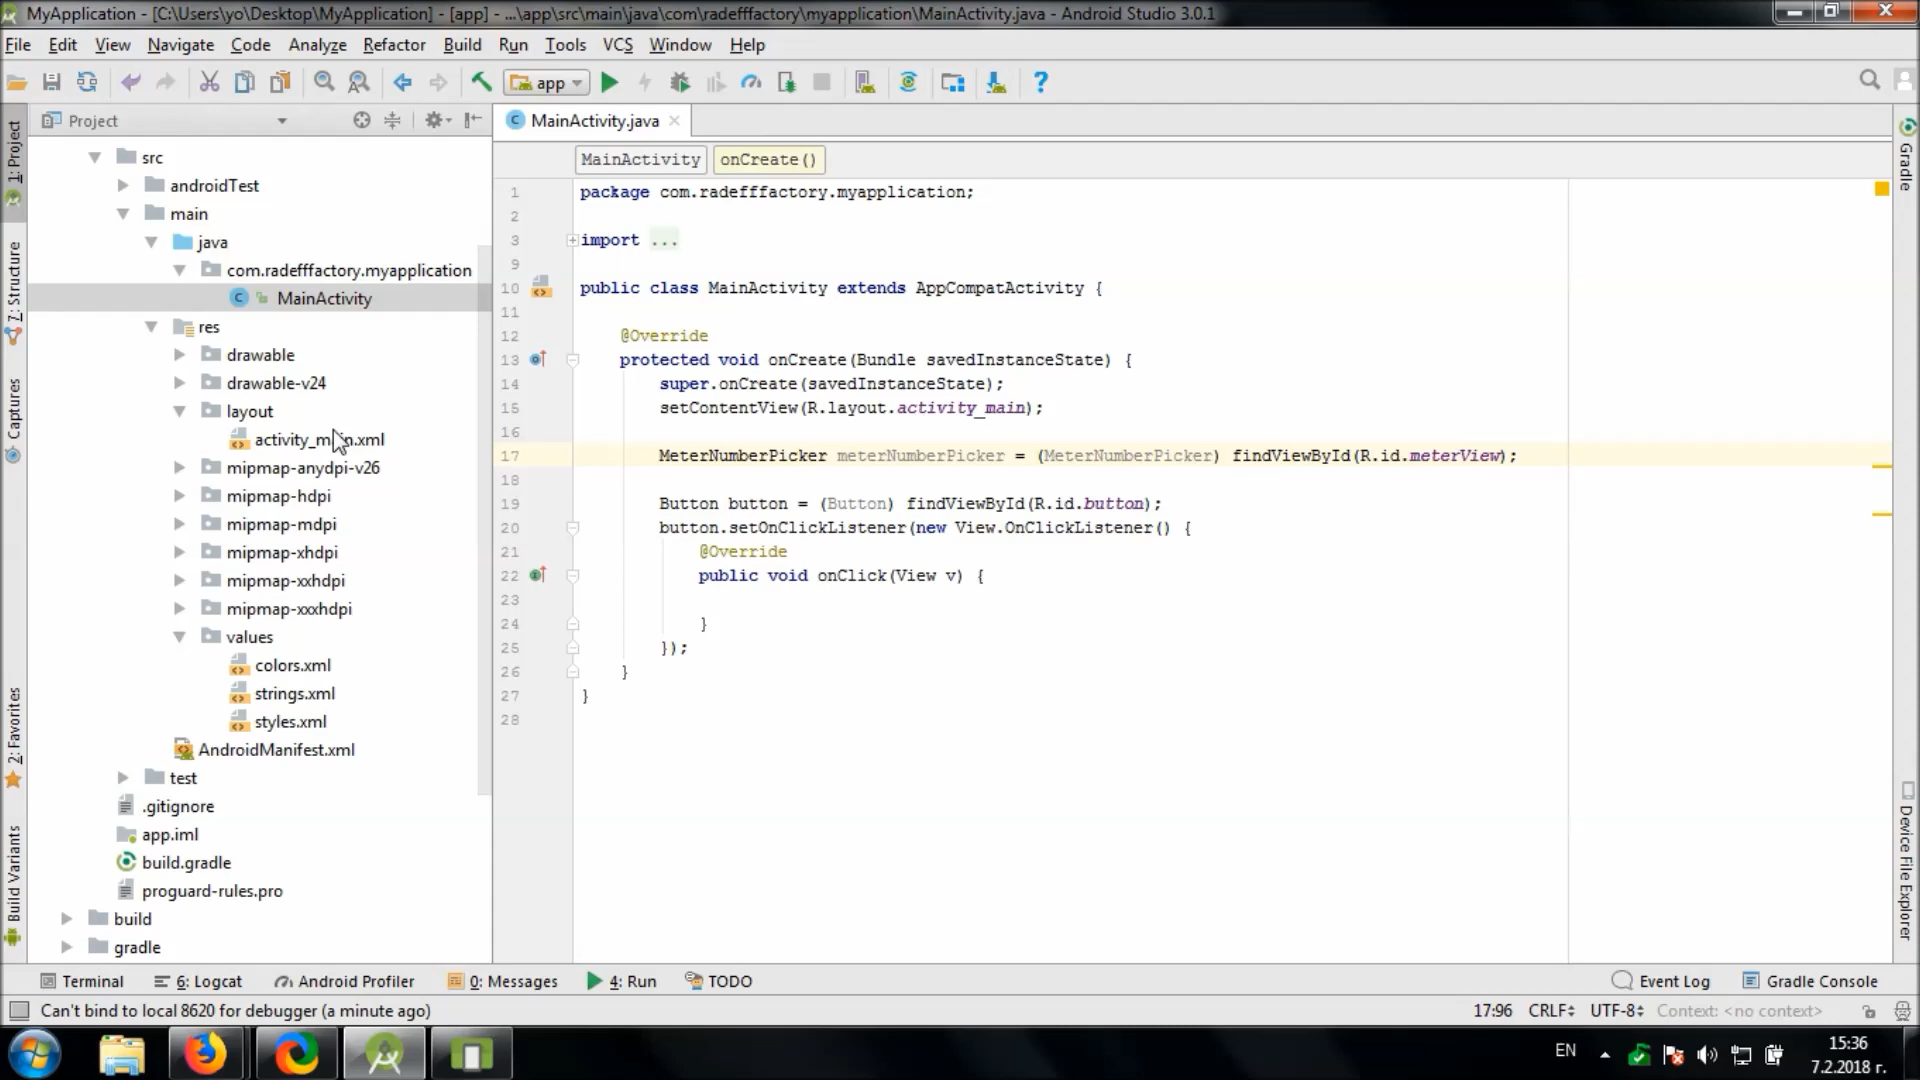 MyApplication - [C:\Users\yo\Desktop\MyApplication] - [app] - ...\app\src\main\java\com\radefffactory\myapplication\MainActivity.java - Android Studio 3.0.1
File Edit View Navigate Code Analyze Refactor Build Run Tools VCS Window Help
app
Project
MainActivity.java
MainActivity onCreate()
1: Project
7: Structure
Captures
2: Favorites
Build Variants
src
androidTest
main
java
com.radefffactory.myapplication
MainActivity
res
drawable
drawable-v24
layout
activity_main.xml
mipmap-anydpi-v26
mipmap-hdpi
mipmap-mdpi
mipmap-xhdpi
mipmap-xxhdpi
mipmap-xxxhdpi
values
colors.xml
strings.xml
styles.xml
AndroidManifest.xml
test
.gitignore
app.iml
build.gradle
proguard-rules.pro
build
gradle
1 package com.radefffactory.myapplication;
2
3 import ...
9
10 public class MainActivity extends AppCompatActivity {
11
12 @Override
13 protected void onCreate(Bundle savedInstanceState) {
14 super.onCreate(savedInstanceState);
15 setContentView(R.layout.activity_main);
16
17 MeterNumberPicker meterNumberPicker = (MeterNumberPicker) findViewById(R.id.meterView);
18
19 Button button = (Button) findViewById(R.id.button);
20 button.setOnClickListener(new View.OnClickListener() {
21 @Override
22 public void onClick(View v) {
23
24 }
25 });
26 }
27 }
28
Gradle
Device File Explorer
Terminal 6: Logcat Android Profiler 0: Messages 4: Run TODO Event Log Gradle Console
Can't bind to local 8620 for debugger (a minute ago) 17:96 CRLF UTF-8 Context: <no context>
EN 15:36
7.2.2018 г.